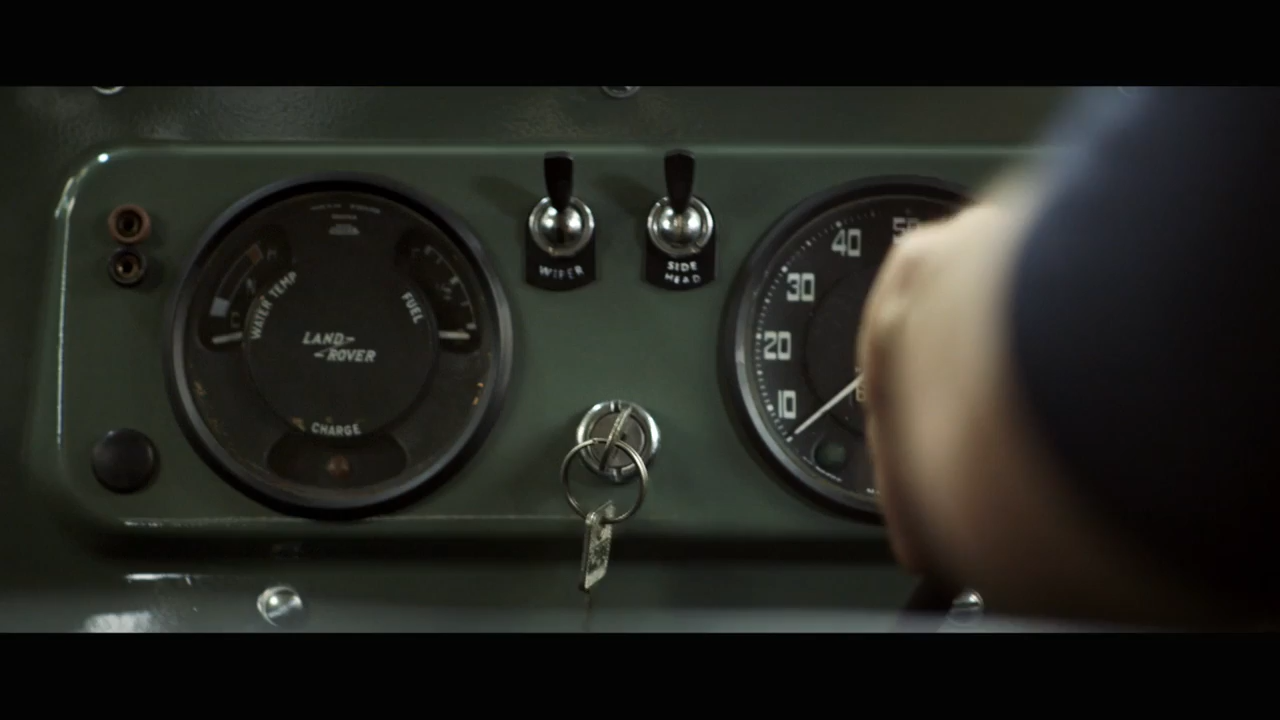 WATER TEMP
FUEL
LAND-
-ROVER
CHARGE
WIPER
SIDE
HEAD
50
40
30
20
10